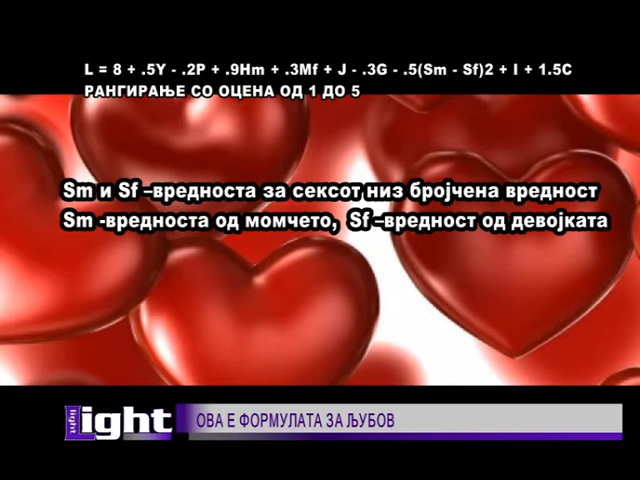 L = 8 + .5Y - .2P + .9Hm + .3Mf + J - .3G - .5(Sm - Sf)2 + I + 1.5C
РАНГИРАЊЕ СО ОЦЕНА ОД 1 ДО 5
Sm и Sf –вредноста за сексот низ бројчена вредност
Sm -вредноста од момчето, Sf –вредност од девојката
light Light
ОВА Е ФОРМУЛАТА ЗА ЉУБОВ